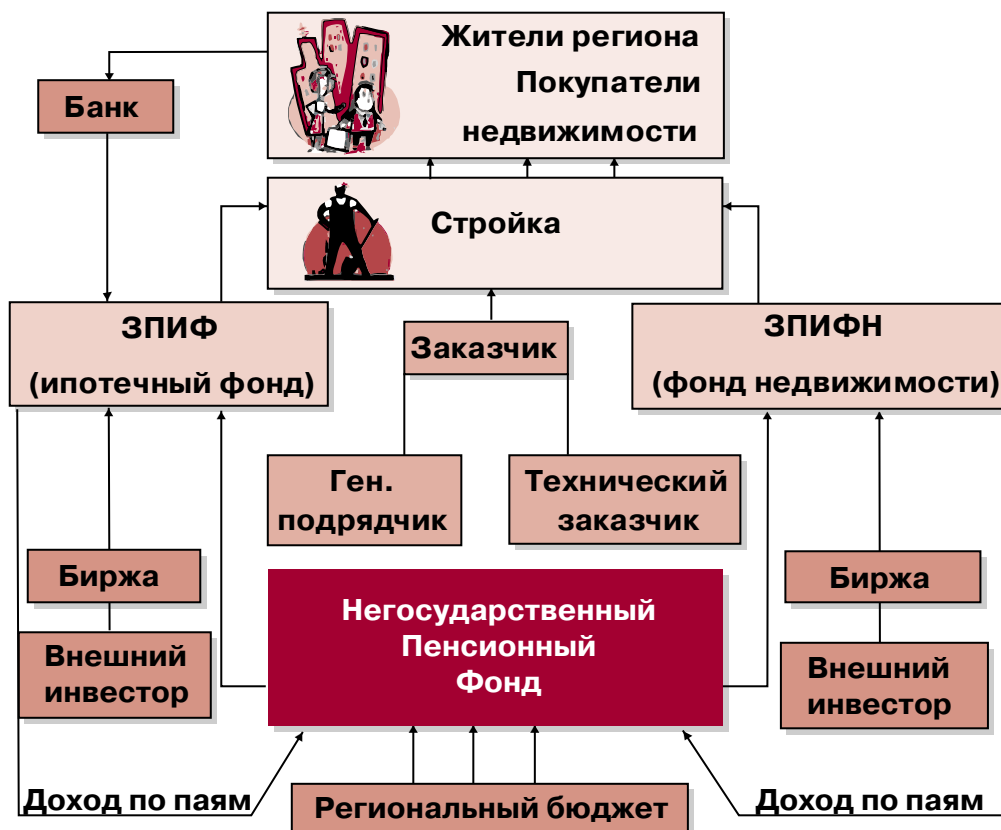 Жители региона
Покупатели
недвижимости
Банк
Стройка
ЗПИФ
(ипотечный фонд)
Заказчик
ЗПИФН
(фонд недвижимости)
Ген.
подрядчик
Технический
заказчик
Биржа
Внешний
инвестор
Негосударственный
Пенсионный
Фонд
Биржа
Внешний
инвестор
Доход по паям
Региональный бюджет
Доход по паям